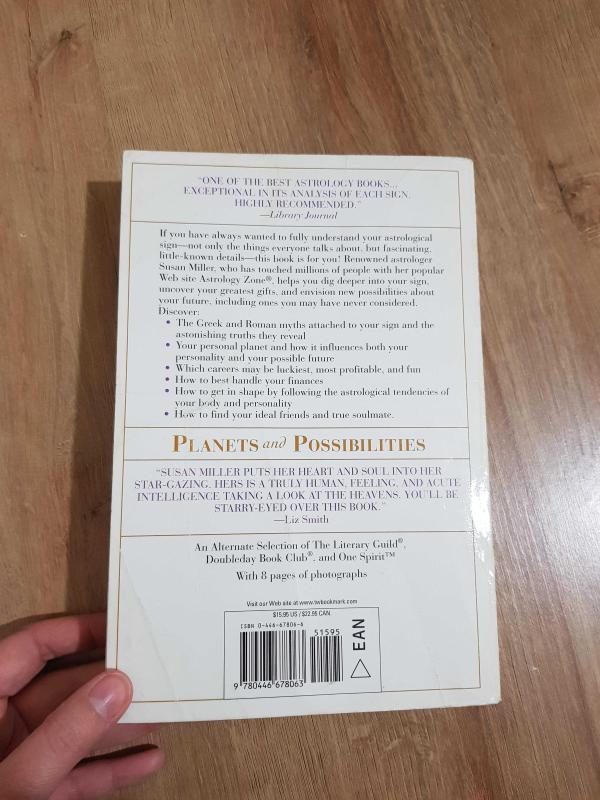 “ONE OF THE BEST ASTROLOGY BOOKS...
EXCEPTIONAL IN ITS ANALYSIS OF EACH SIGN.
HIGHLY RECOMMENDED.”
—Library Journal
If you have always wanted to fully understand your astrological
sign—not only the things everyone talks about, but fascinating,
little-known details—this book is for you! Renowned astrologer
Susan Miller, who has touched millions of people with her popular
Web site Astrology Zone®, helps you dig deeper into your sign,
uncover your greatest gifts, and envision new possibilities about
your future, including ones you may have never considered.
Discover:
• The Greek and Roman myths attached to your sign and the
astonishing truths they reveal
• Your personal planet and how it influences both your
personality and your possible future
• Which careers may be luckiest, most profitable, and fun
• How to best handle your finances
• How to get in shape by following the astrological tendencies of
your body and personality
• How to find your ideal friends and true soulmate.
PLANETS and POSSIBILITIES
“SUSAN MILLER PUTS HER HEART AND SOUL INTO HER
STAR-GAZING. HERS IS A TRULY HUMAN, FEELING, AND ACUTE
INTELLIGENCE TAKING A LOOK AT THE HEAVENS. YOU'LL BE
STARRY-EYED OVER THIS BOOK.”
—Liz Smith
An Alternate Selection of The Literary Guild®,
Doubleday Book Club®, and One Spirit™
With 8 pages of photographs
Visit our Web site at www.twbookmark.com
$15.95 US / $22.95 CAN.
ISBN 0-446-67806-6
51595
EAN
9 780446 678063